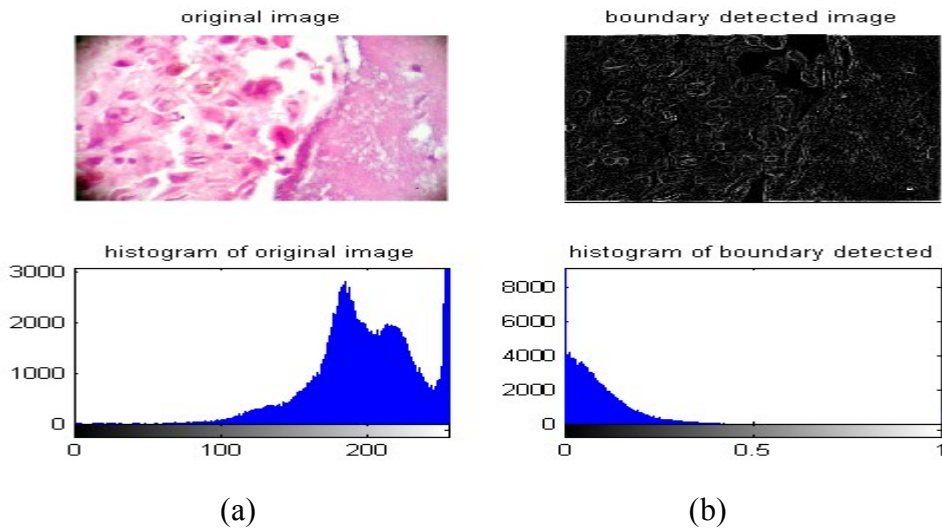 original image
boundary detected image
histogram of original image
3000
2000
1000
0
0 100 200
histogram of boundary detected
8000
6000
4000
2000
0
0 0.5 1
(a)
(b)